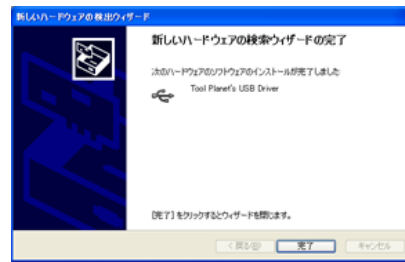 新しいハードウェアの検出ウィザード
新しいハードウェアの検索ウィザードの完了
次のハードウェアのソフトウェアのインストールが完了しました
Tool Planet's USB Driver
[完了] をクリックするとウィザードを閉じます。
< 戻る(B)
完了
キャンセル